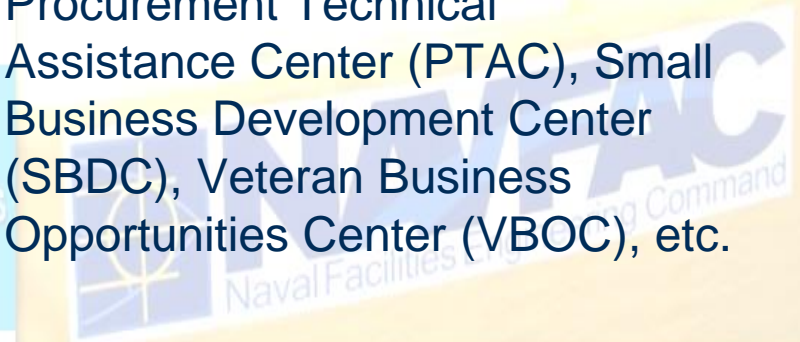 Procurement Technical
Assistance Center (PTAC), Small
Business Development Center
(SBDC), Veteran Business
Opportunities Center (VBOC), etc.
NAVFAC
Naval Facilities Engineering Command